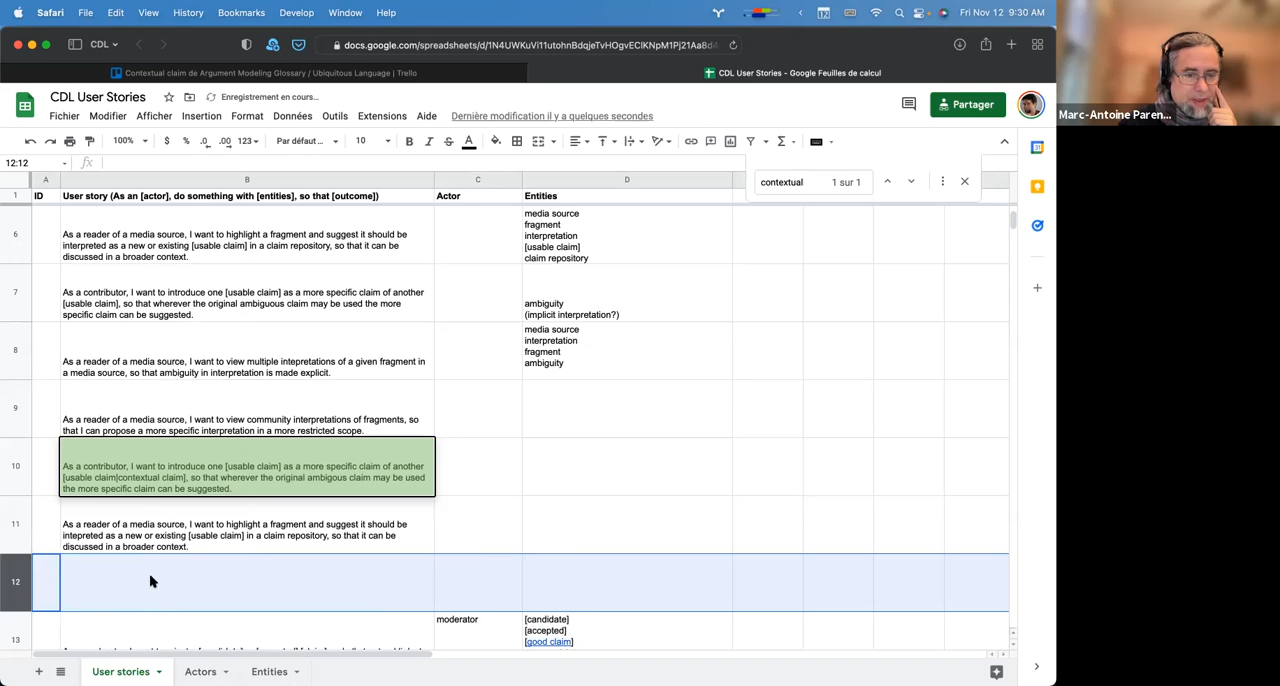 Safari File Edit View History Bookmarks Develop Window Help
Fri Nov 12 9:30 AM
CDL
docs.google.com/spreadsheets/d/1N4UWKuVi11utohnBdqjeTvHOgvEClKNpM1Pj21Aa8d4
Contextual claim de Argument Modeling Glossary / Ubiquitous Language | Trello
CDL User Stories - Google Feuilles de calcul
CDL User Stories
Enregistrement en cours...
Partager
Marc-Antoine Paren...
Fichier Modifier Afficher Insertion Format Données Outils Extensions Aide
Dernière modification il y a quelques secondes
100% $ % .0 .00 123 Par défaut ... 10 B I S A
12:12
fx
contextual 1 sur 1
A B C D
1 ID User story (As an [actor], do something with [entities], so that [outcome]) Actor Entities
6
As a reader of a media source, I want to highlight a fragment and suggest it should be
interpreted as a new or existing [usable claim] in a claim repository, so that it can be
discussed in a broader context.
media source
fragment
interpretation
[usable claim]
claim repository
7
As a contributor, I want to introduce one [usable claim] as a more specific claim of another
[usable claim], so that wherever the original ambiguous claim may be used the more
specific claim can be suggested.
ambiguity
(implicit interpretation?)
8
As a reader of a media source, I want to view multiple intepretations of a given fragment in
a media source, so that ambiguity in interpretation is made explicit.
media source
interpretation
fragment
ambiguity
9
As a reader of a media source, I want to view community interpretations of fragments, so
that I can propose a more specific interpretation in a more restricted scope.
10
As a contributor, I want to introduce one [usable claim] as a more specific claim of another
[usable claim|contextual claim], so that wherever the original ambigous claim may be used
the more specific claim can be suggested.
11
As a reader of a media source, I want to highlight a fragment and suggest it should be
intepreted as a new or existing [usable claim] in a claim repository, so that it can be
discussed in a broader context.
12
13
moderator
[candidate]
[accepted]
[good claim]
User stories Actors Entities